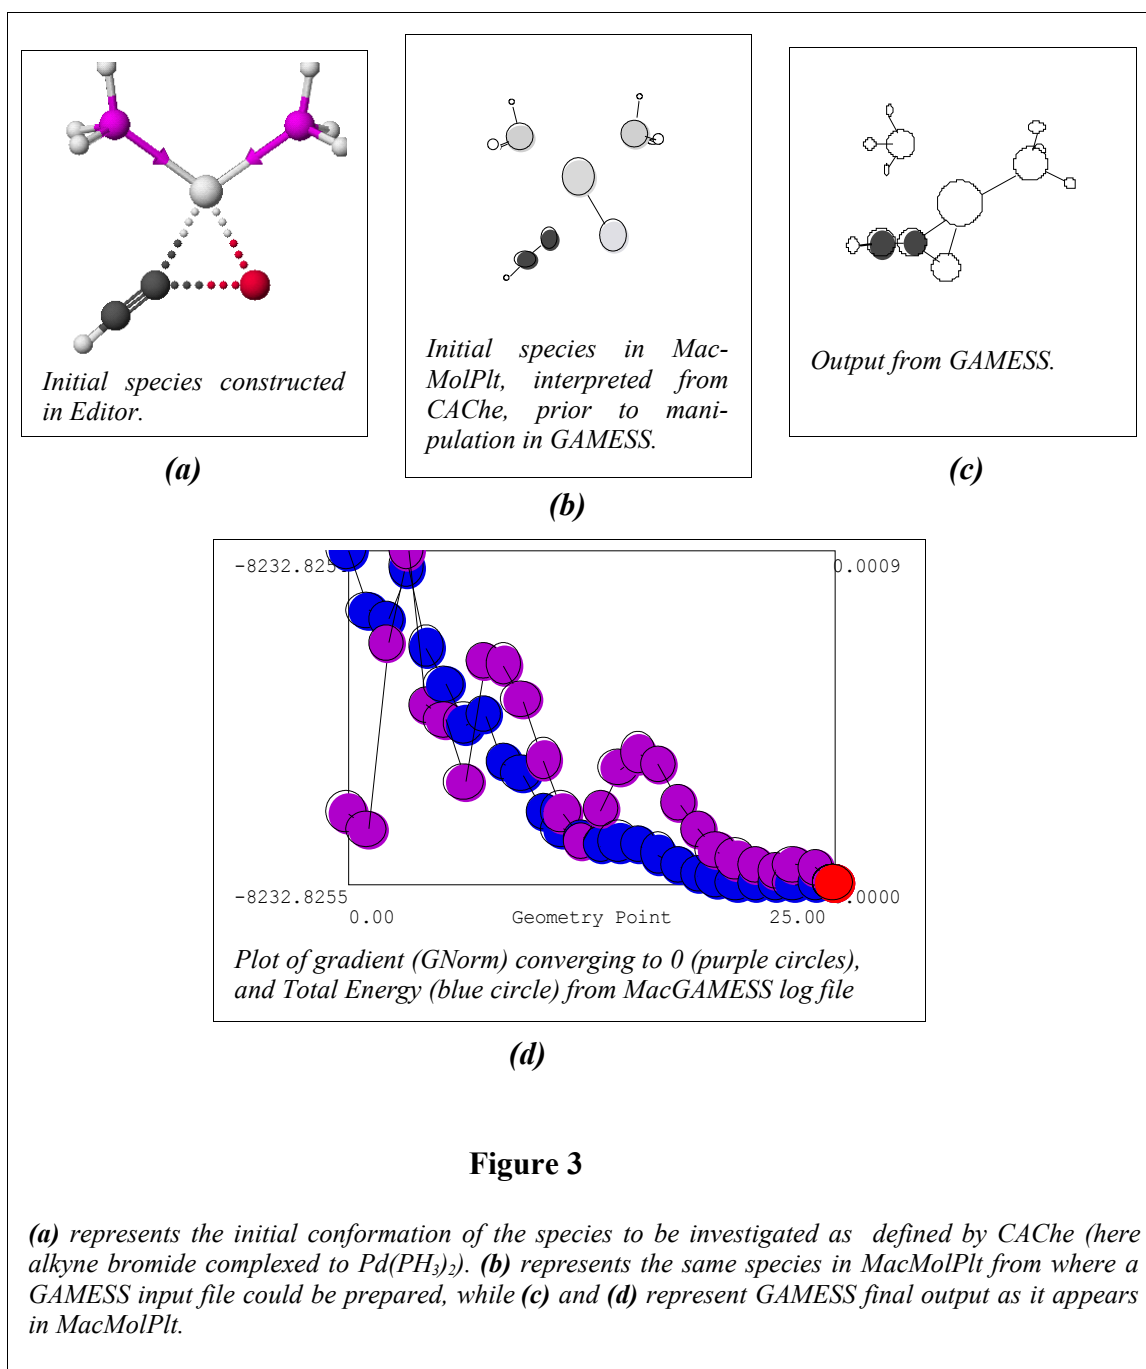 Initial species constructed
in Editor.
(a)
Initial species in Mac-
MolPlt, interpreted from
CAChe, prior to mani-
pulation in GAMESS.
(b)
Output from GAMESS.
(c)
-8232.825
0.0009
-8232.8255
.0000
0.00 Geometry Point 25.00
Plot of gradient (GNorm) converging to 0 (purple circles),
and Total Energy (blue circle) from MacGAMESS log file
(d)
Figure 3
(a) represents the initial conformation of the species to be investigated as defined by CAChe (here
alkyne bromide complexed to Pd(PH3)2). (b) represents the same species in MacMolPlt from where a
GAMESS input file could be prepared, while (c) and (d) represent GAMESS final output as it appears
in MacMolPlt.